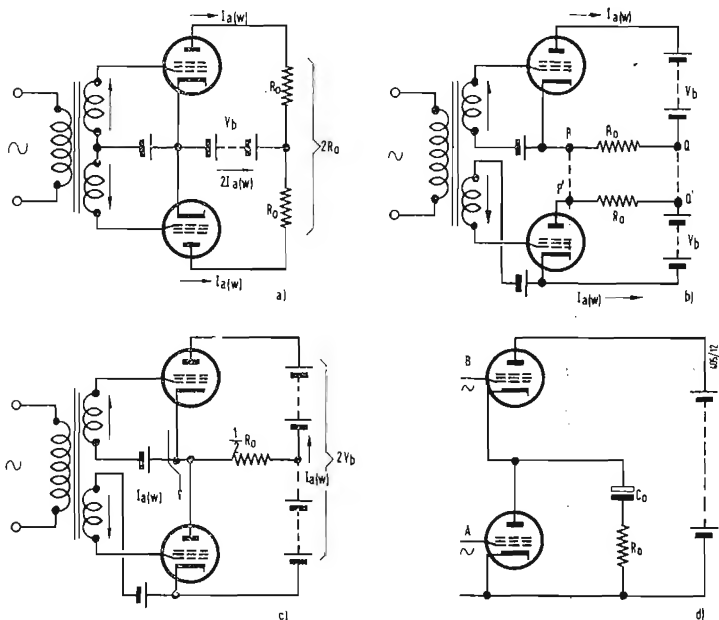 Ia(w)
Ro
Vb
2Ro
2Ia(w)
Ro
Ia(w)
a)
Ia(w)
Vb
P
Ro
Q
P'
Q'
Ro
Vb
Ia(w)
b)
1/2 Ro
Ia(w)
Ia(w)
2Vb
c)
B
Co
A
Ro
d)